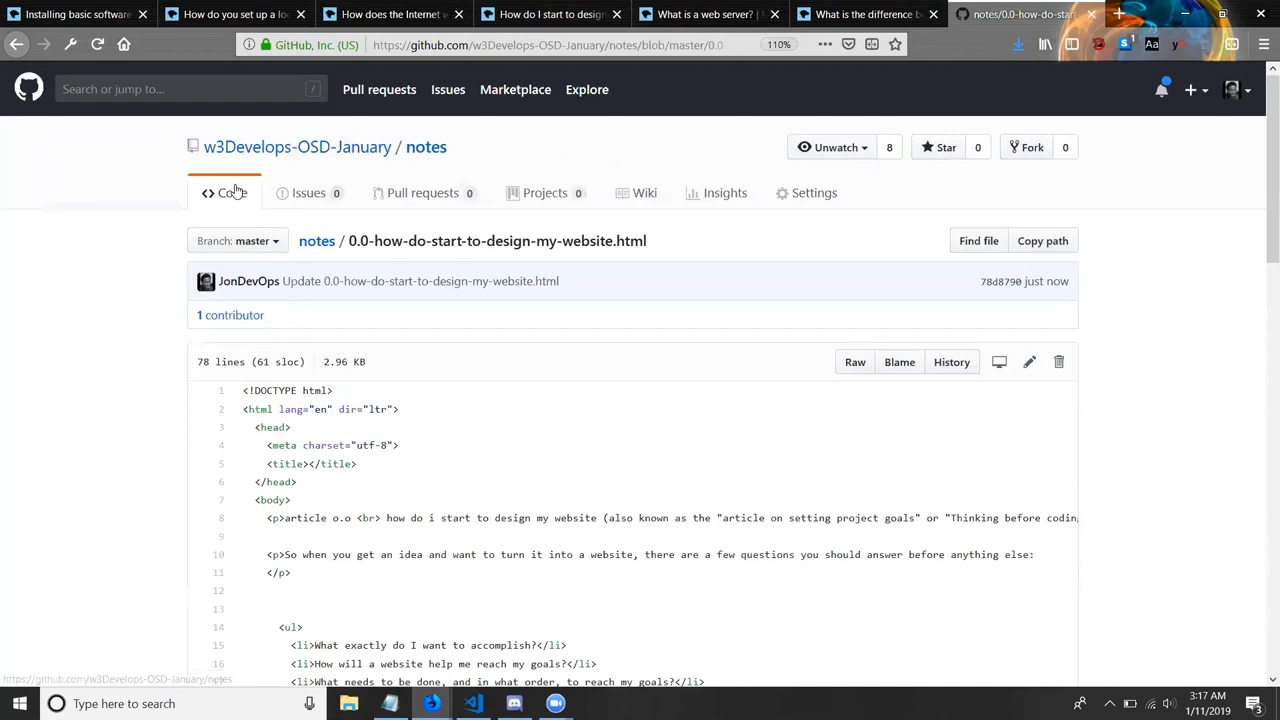 Installing basic software
How do you set up a lo
How does the Internet w
How do I start to design
What is a web server? |
What is the difference b
notes/0.0-how-do-start
GitHub, Inc. (US)
https://github.com/w3Develops-OSD-January/notes/blob/master/0.0-
110%
1
Aa
Search or jump to...
/
Pull requests
Issues
Marketplace
Explore
w3Develops-OSD-January / notes
Unwatch
8
Star
0
Fork
0
Code
Issues 0
Pull requests 0
Projects 0
Wiki
Insights
Settings
Branch: master
notes / 0.0-how-do-start-to-design-my-website.html
Find file
Copy path
JonDevOps Update 0.0-how-do-start-to-design-my-website.html
78d8790 just now
1 contributor
78 lines (61 sloc)
2.96 KB
Raw
Blame
History
1 <!DOCTYPE html>
2 <html lang="en" dir="ltr">
3 <head>
4 <meta charset="utf-8">
5 <title></title>
6 </head>
7 <body>
8 <p>article o.o <br> how do i start to design my website (also known as the "article on setting project goals" or "Thinking before coding
9
10 <p>So when you get an idea and want to turn it into a website, there are a few questions you should answer before anything else:
11 </p>
12
13
14 <ul>
15 <li>What exactly do I want to accomplish?</li>
16 <li>How will a website help me reach my goals?</li>
<li>What needs to be done, and in what order, to reach my goals?</li>
https://github.com/w3Develops-OSD-January/notes
Type here to search
3:17 AM
1/11/2019
3